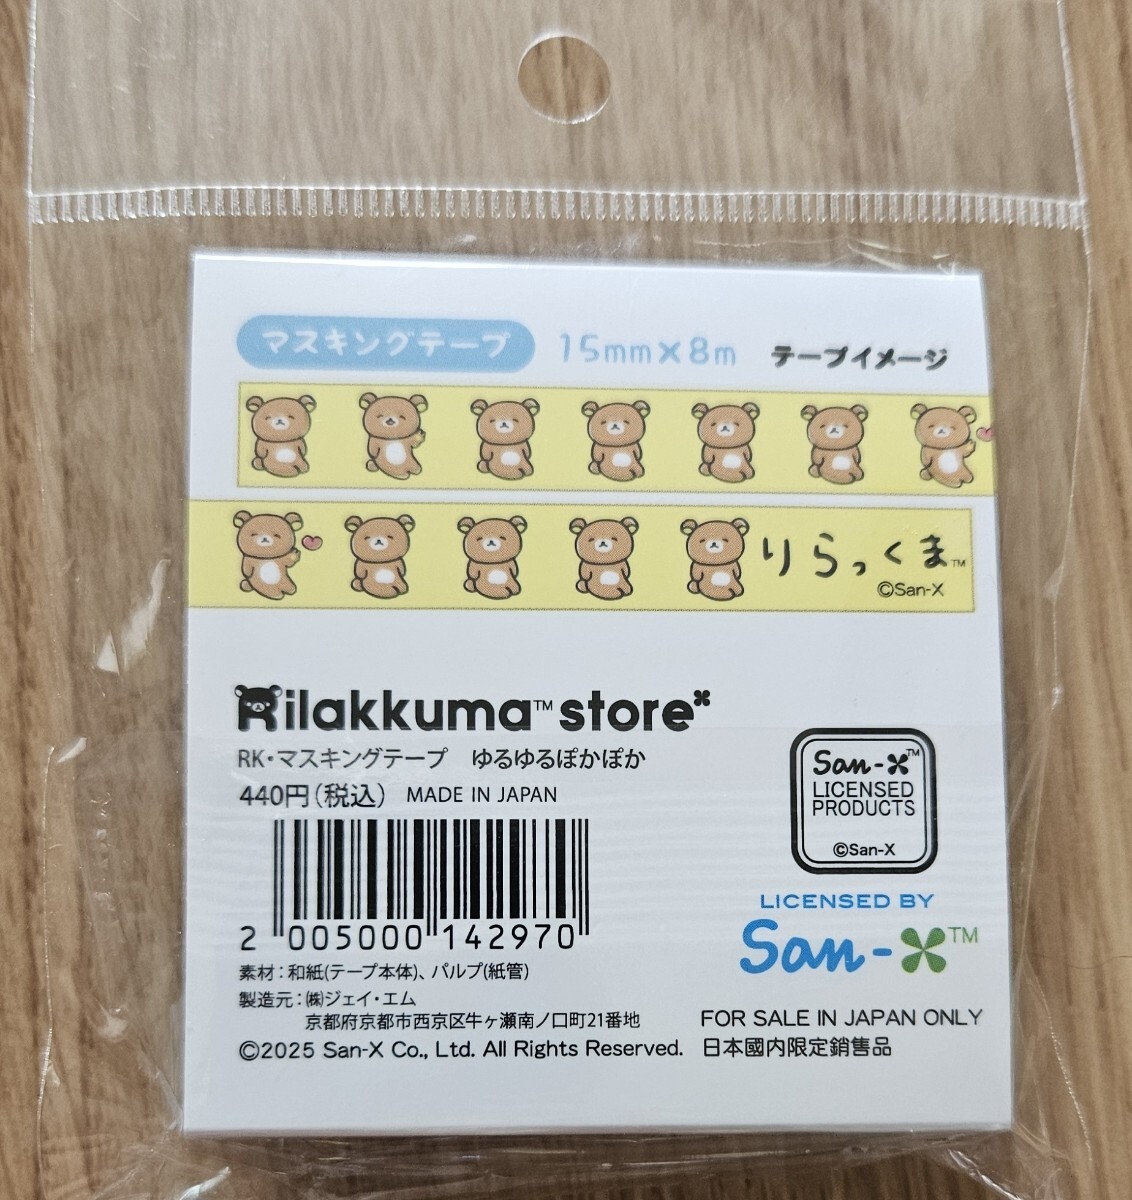 マスキングテープ 15mm×8m テープイメージ
りらっくま™
©San-X
Rilakkuma™ store
RK・マスキングテープ ゆるゆるぽかぽか
440円(税込) MADE IN JAPAN
San-X™
LICENSED
PRODUCTS
©San-X
2 005000 142970
LICENSED BY
San-X™
素材:和紙(テープ本体)、パルプ(紙管)
製造元:㈱ジェイ・エム
京都府京都市西京区牛ヶ瀬南ノ口町21番地
©2025 San-X Co., Ltd. All Rights Reserved.
FOR SALE IN JAPAN ONLY
日本國内限定銷售品